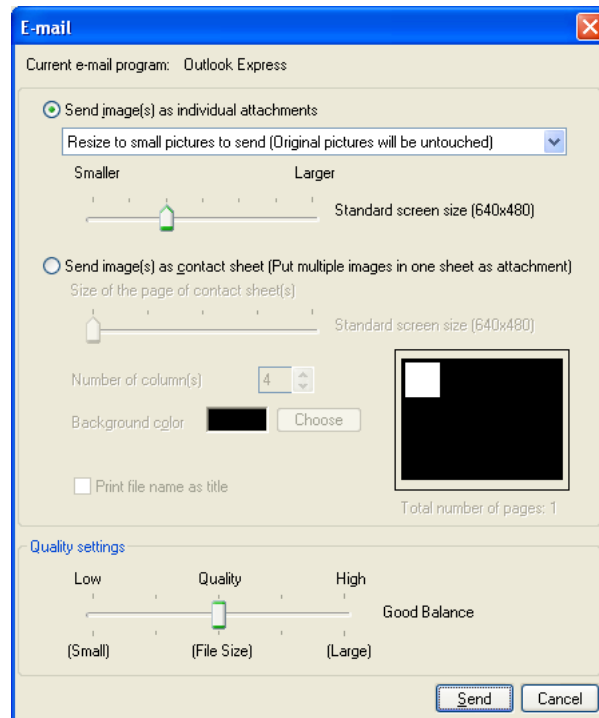 E-mail
Current e-mail program: Outlook Express
Send image(s) as individual attachments
Resize to small pictures to send (Original pictures will be untouched)
Smaller Larger
Standard screen size (640x480)
Send image(s) as contact sheet (Put multiple images in one sheet as attachment)
Size of the page of contact sheet(s)
Standard screen size (640x480)
Number of column(s) 4
Background color Choose
Print file name as title
Total number of pages: 1
Quality settings
Low Quality High
Good Balance
(Small) (File Size) (Large)
Send Cancel